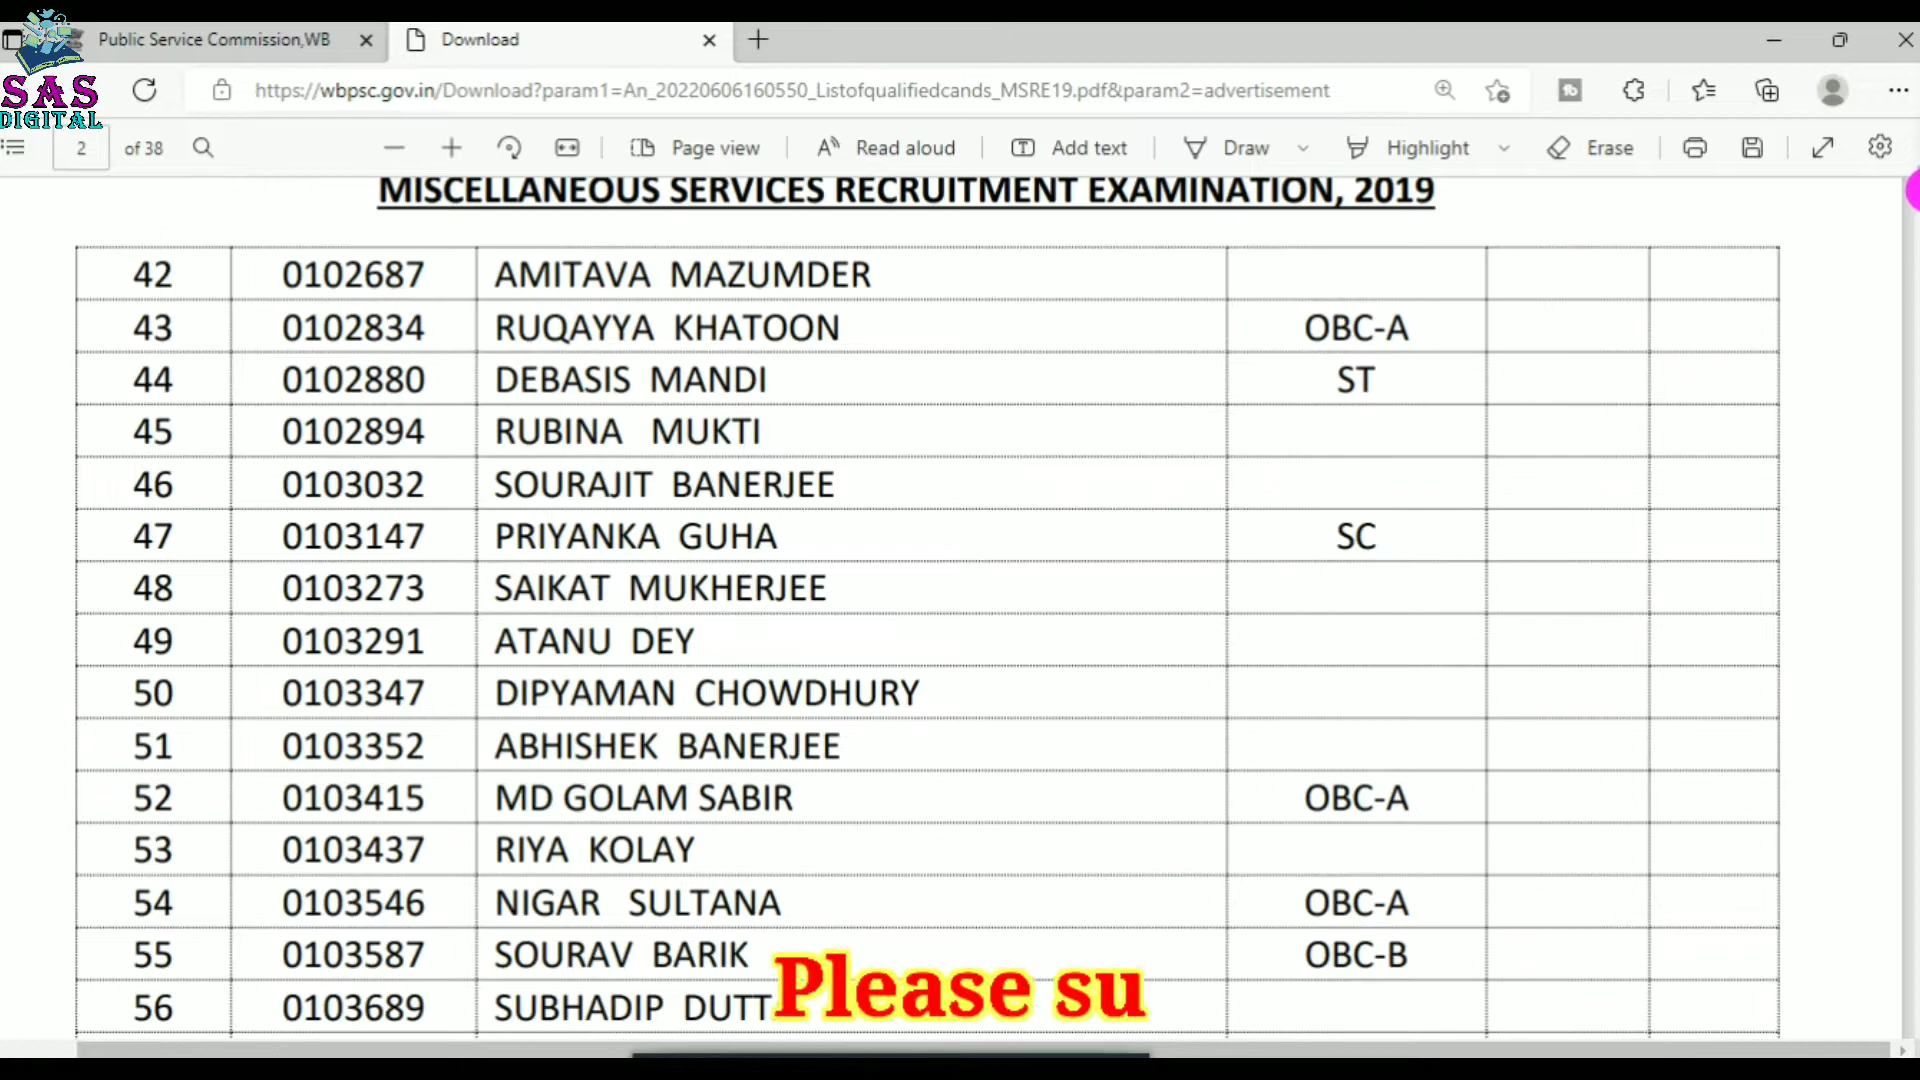 Public Service Commission,WB
Download
SAS
DIGITAL
https://wbpsc.gov.in/Download?param1=An_20220606160550_Listofqualifiedcands_MSRE19.pdf&param2=advertisement
2 of 38 Page view Read aloud Add text Draw Highlight Erase
MISCELLANEOUS SERVICES RECRUITMENT EXAMINATION, 2019
42 0102687 AMITAVA MAZUMDER
43 0102834 RUQAYYA KHATOON OBC-A
44 0102880 DEBASIS MANDI ST
45 0102894 RUBINA MUKTI
46 0103032 SOURAJIT BANERJEE
47 0103147 PRIYANKA GUHA SC
48 0103273 SAIKAT MUKHERJEE
49 0103291 ATANU DEY
50 0103347 DIPYAMAN CHOWDHURY
51 0103352 ABHISHEK BANERJEE
52 0103415 MD GOLAM SABIR OBC-A
53 0103437 RIYA KOLAY
54 0103546 NIGAR SULTANA OBC-A
55 0103587 SOURAV BARIK OBC-B
56 0103689 SUBHADIP DUTT
Please su